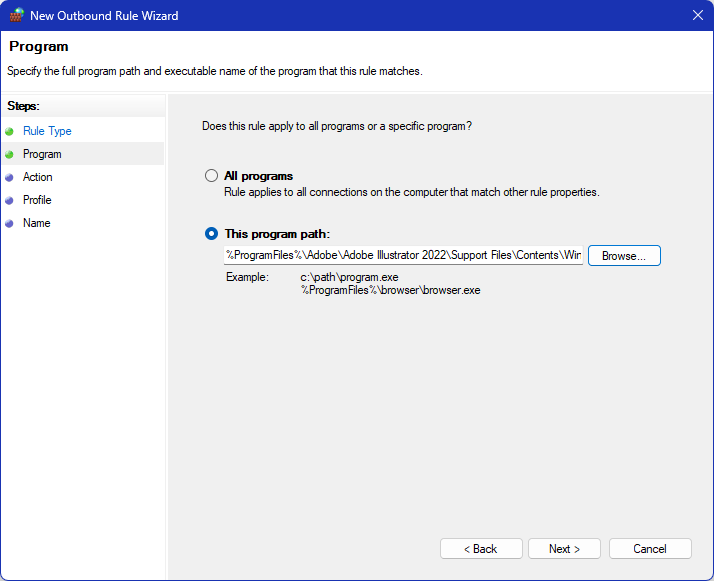 New Outbound Rule Wizard
Program
Specify the full program path and executable name of the program that this rule matches.
Steps:
Rule Type
Program
Action
Profile
Name
Does this rule apply to all programs or a specific program?
All programs
Rule applies to all connections on the computer that match other rule properties.
This program path:
%ProgramFiles%\Adobe\Adobe Illustrator 2022\Support Files\Contents\Win
Browse...
Example: c:\path\program.exe
%ProgramFiles%\browser\browser.exe
< Back Next > Cancel